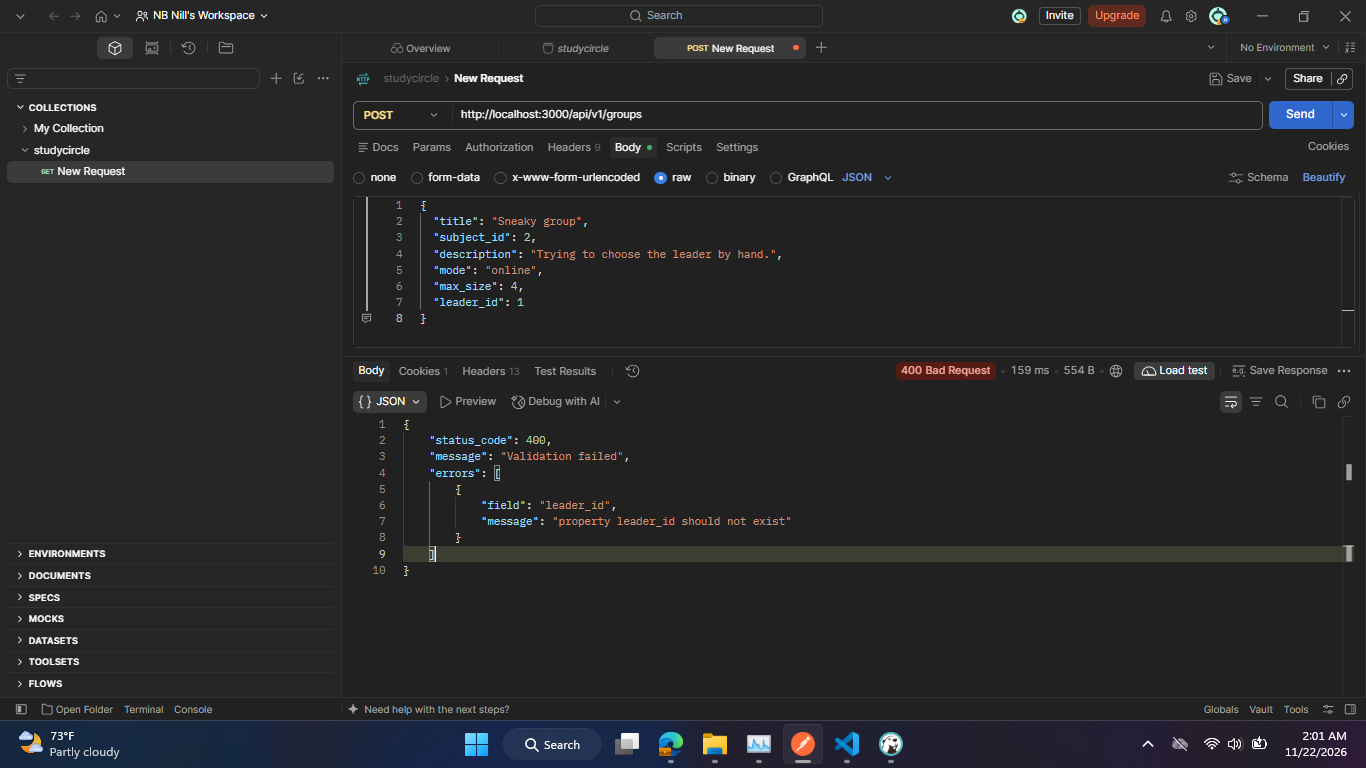 NB Nill's Workspace
Search
Invite
Upgrade
Overview
studycircle
POST New Request
No Environment
COLLECTIONS
My Collection
studycircle
GET New Request
HTTP
studycircle > New Request
Save
Share
POST
http://localhost:3000/api/v1/groups
Send
Docs
Params
Authorization
Headers 9
Body
Scripts
Settings
Cookies
none
form-data
x-www-form-urlencoded
raw
binary
GraphQL
JSON
Schema
Beautify
1 {
2 "title": "Sneaky group",
3 "subject_id": 2,
4 "description": "Trying to choose the leader by hand.",
5 "mode": "online",
6 "max_size": 4,
7 "leader_id": 1
8 }
Body
Cookies 1
Headers 13
Test Results
400 Bad Request
159 ms
554 B
Load test
Save Response
{ } JSON
Preview
Debug with AI
1 {
2 "status_code": 400,
3 "message": "Validation failed",
4 "errors": [
5 {
6 "field": "leader_id",
7 "message": "property leader_id should not exist"
8 }
9 ]
10 }
ENVIRONMENTS
DOCUMENTS
SPECS
MOCKS
DATASETS
TOOLSETS
FLOWS
Open Folder
Terminal
Console
Need help with the next steps?
Globals
Vault
Tools
73°F
Partly cloudy
Search
2:01 AM
11/22/2026